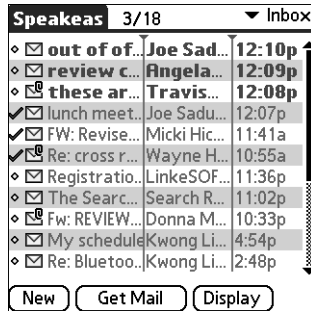 Speakeas 3/18 Inbox
out of of... Joe Sad... 12:10p
review c... Angela... 12:09p
these ar... Travis... 12:08p
lunch meet... Joe Sadu... 12:07p
FW: Revise... Micki Hic... 11:41a
Re: cross r... Wayne H... 10:55a
Registratio... LinkeSOF... 11:36p
The Searc... Search R... 11:02p
Fw: REVIEW... Donna M... 10:33p
My schedule Kwong Li... 4:54p
Re: Bluetoo... Kwong Li... 2:48p
New Get Mail Display